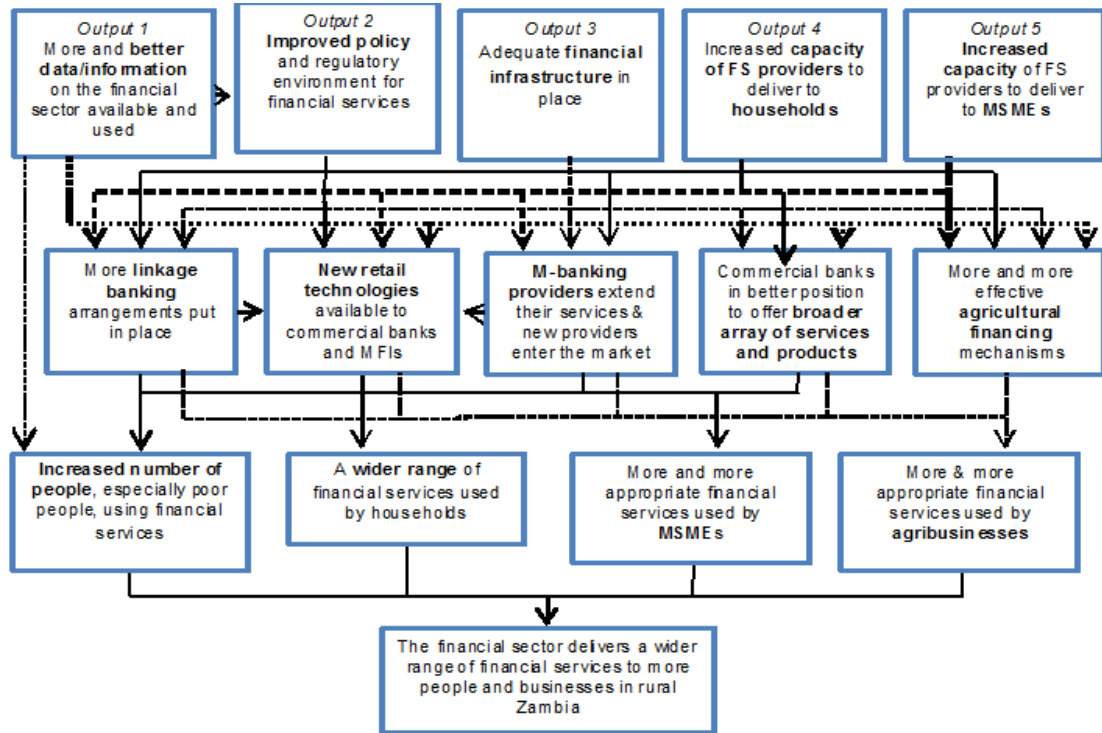 Output 1
More and better
data/information
on the financial
sector available and
used
Output 2
Improved policy
and regulatory
environment for
financial services
Output 3
Adequate financial
infrastructure in
place
Output 4
Increased capacity
of FS providers to
deliver to
households
Output 5
Increased
capacity of FS
providers to deliver
to MSMEs
More linkage
banking
arrangements put
in place
New retail
technologies
available to
commercial banks
and MFIs
M-banking
providers extend
their services &
new providers
enter the market
Commercial banks
in better position
to offer broader
array of services
and products
More and more
effective
agricultural
financing
mechanisms
Increased number of
people, especially poor
people, using financial
services
A wider range of
financial services used
by households
More and more
appropriate financial
services used by
MSMEs
More & more
appropriate financial
services used by
agribusinesses
The financial sector delivers a wider
range of financial services to more
people and businesses in rural
Zambia